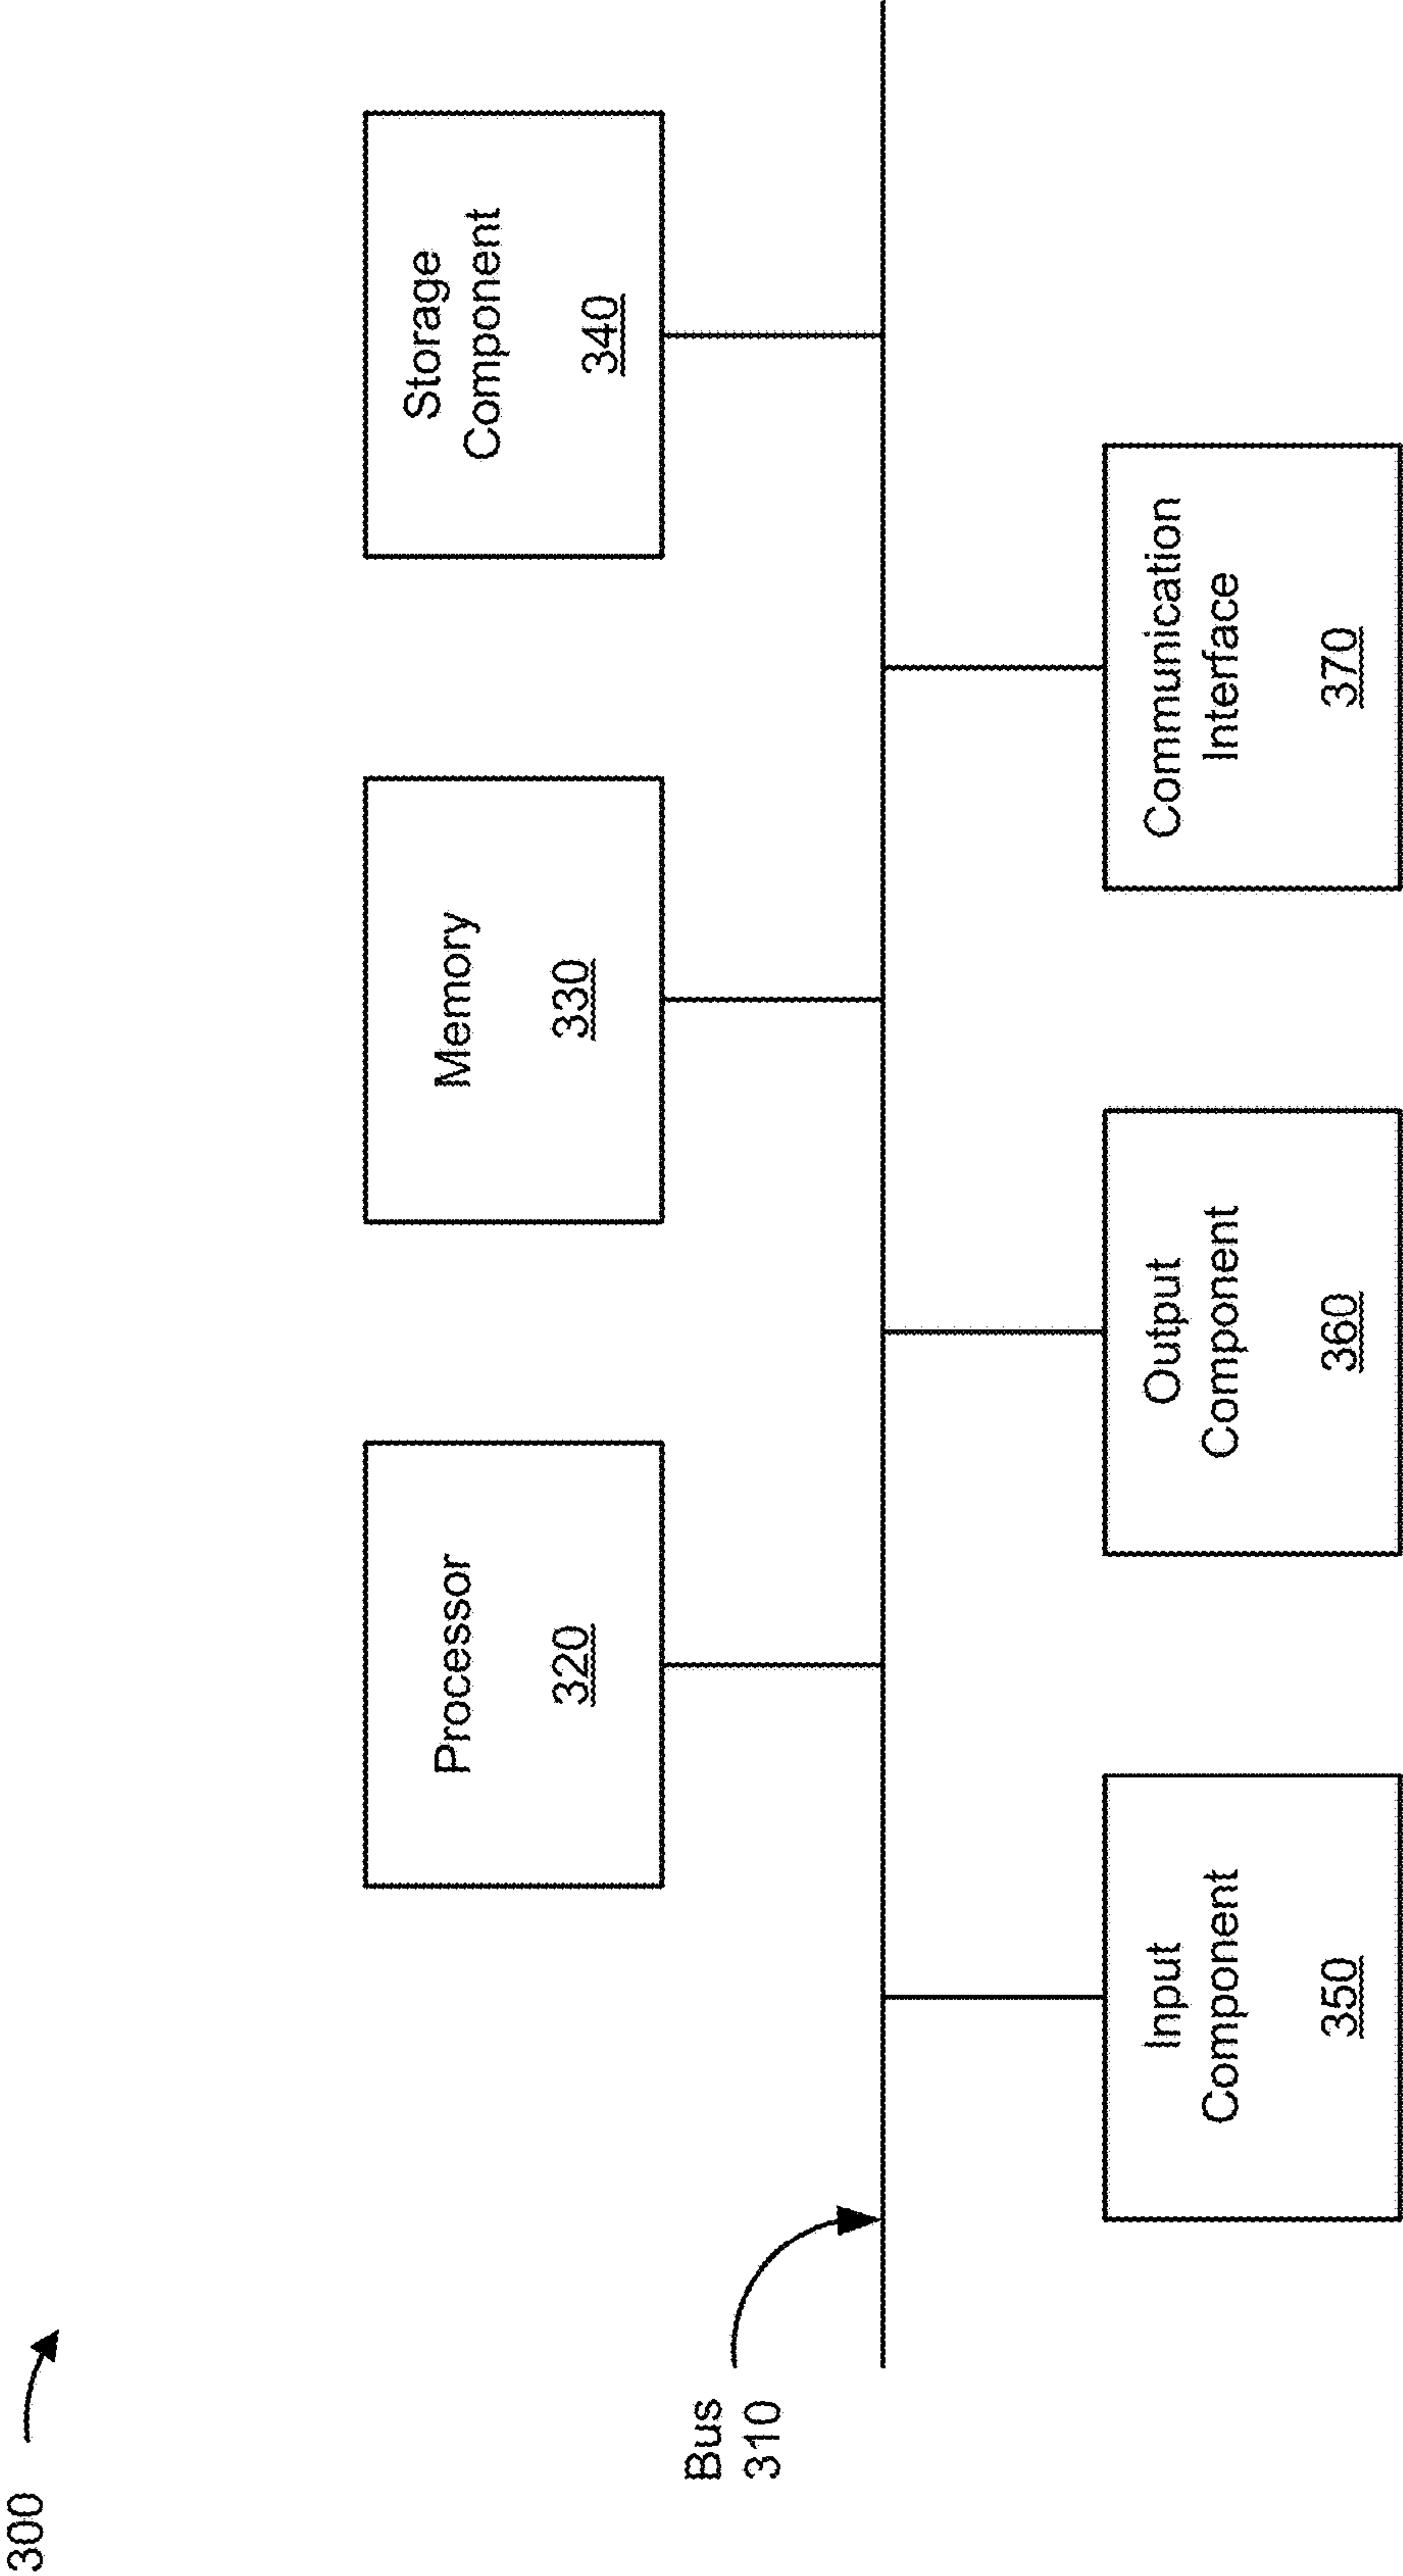 300
Processor
320
Memory
330
Storage
Component
340
Bus
310
Input
Component
350
Output
Component
360
Communication
Interface
370